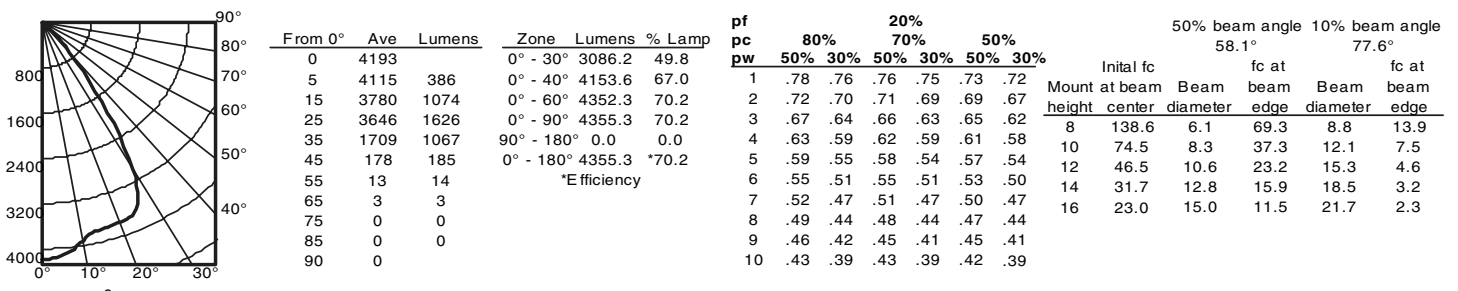 90°
80°
70°
60°
50°
40°
800
1600
2400
3200
4000
0° 10° 20° 30°
From 0° Ave Lumens
0 4193
5 4115 386
15 3780 1074
25 3646 1626
35 1709 1067
45 178 185
55 13 14
65 3 3
75 0 0
85 0 0
90 0
Zone Lumens % Lamp
0° - 30° 3086.2 49.8
0° - 40° 4153.6 67.0
0° - 60° 4352.3 70.2
0° - 90° 4355.3 70.2
90° - 180° 0.0 0.0
0° - 180° 4355.3 *70.2
*Efficiency
pf 20%
pc 80% 70% 50%
pw 50% 30% 50% 30% 50% 30%
1 .78 .76 .76 .75 .73 .72
2 .72 .70 .71 .69 .69 .67
3 .67 .64 .66 .63 .65 .62
4 .63 .59 .62 .59 .61 .58
5 .59 .55 .58 .54 .57 .54
6 .55 .51 .55 .51 .53 .50
7 .52 .47 .51 .47 .50 .47
8 .49 .44 .48 .44 .47 .44
9 .46 .42 .45 .41 .45 .41
10 .43 .39 .43 .39 .42 .39
50% beam angle 10% beam angle
58.1° 77.6°
Inital fc fc at fc at
Mount at beam Beam beam Beam beam
height center diameter edge diameter edge
8 138.6 6.1 69.3 8.8 13.9
10 74.5 8.3 37.3 12.1 7.5
12 46.5 10.6 23.2 15.3 4.6
14 31.7 12.8 15.9 18.5 3.2
16 23.0 15.0 11.5 21.7 2.3